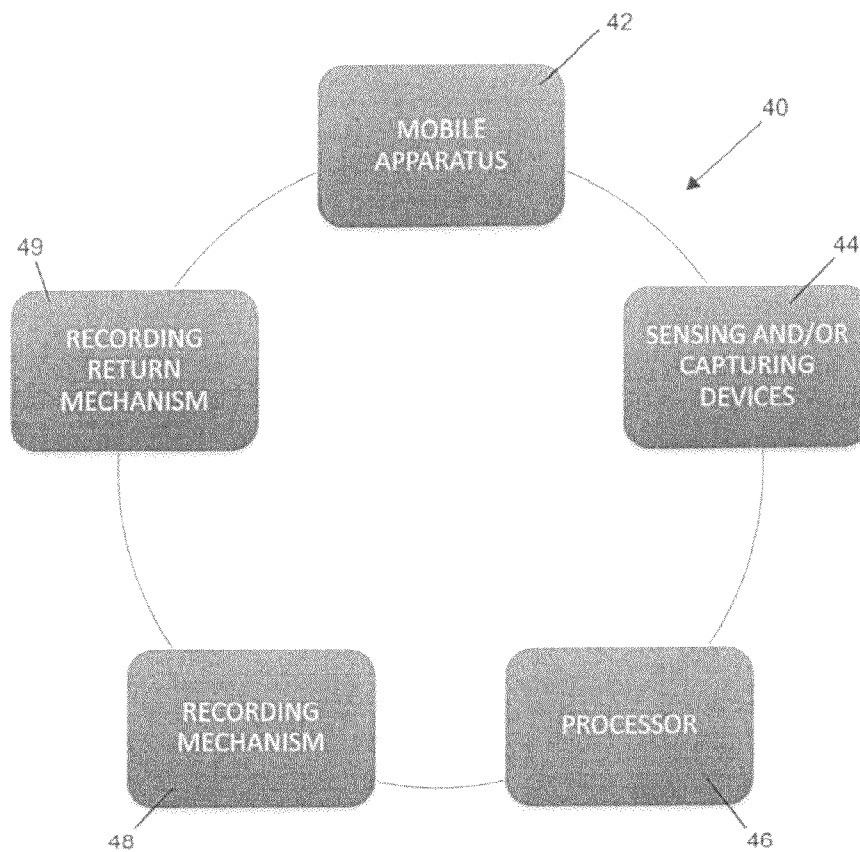 42
MOBILE
APPARATUS
40
49
44
RECORDING
RETURN
MECHANISM
SENSING AND/OR
CAPTURING
DEVICES
RECORDING
MECHANISM
PROCESSOR
48
46